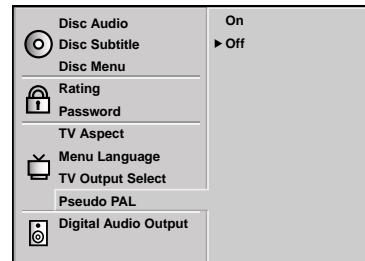 Disc Audio
Disc Subtitle
Disc Menu
Rating
Password
TV Aspect
Menu Language
TV Output Select
Pseudo PAL
Digital Audio Output
On
Off